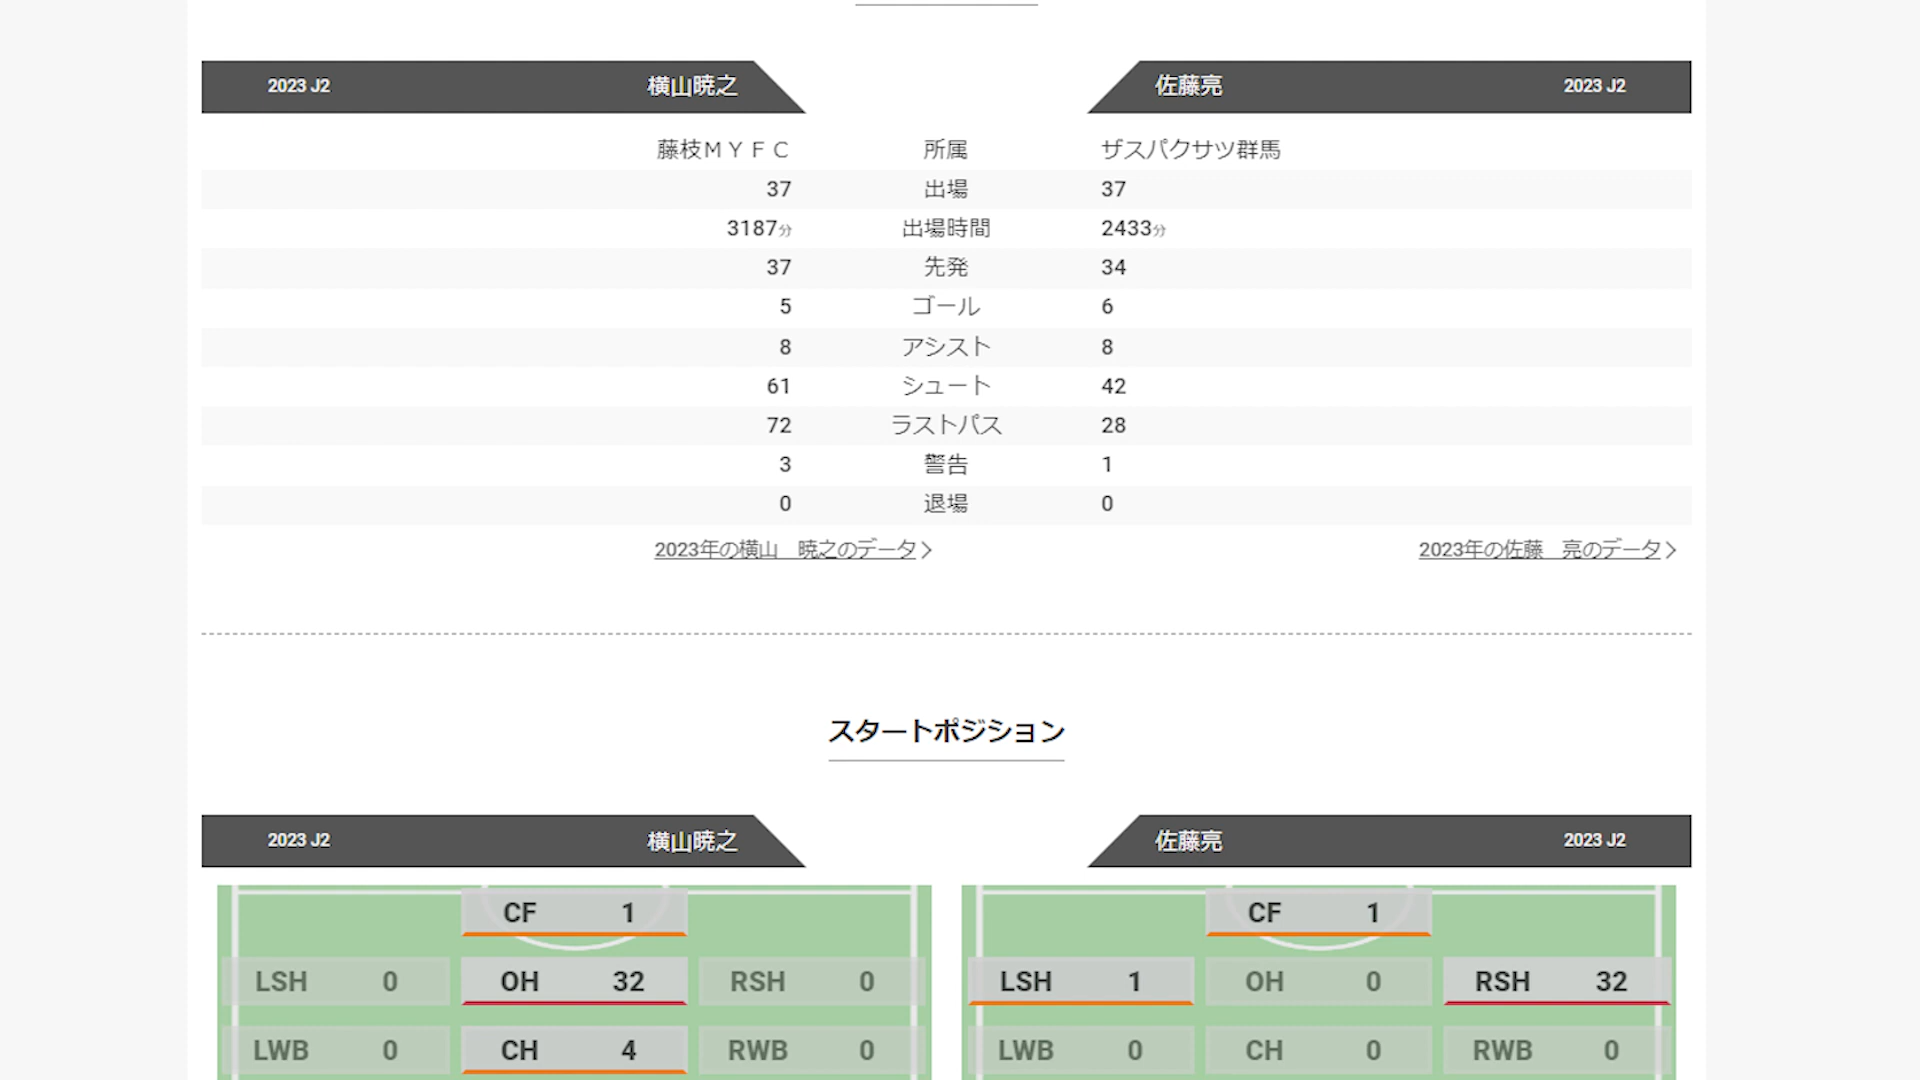 2023 J2 横山暁之 佐藤亮 2023 J2
藤枝ＭＹＦＣ 所属 ザスパクサツ群馬
37 出場 37
3187分 出場時間 2433分
37 先発 34
5 ゴール 6
8 アシスト 8
61 シュート 42
72 ラストパス 28
3 警告 1
0 退場 0
2023年の横山　暁之のデータ 2023年の佐藤　亮のデータ
スタートポジション
2023 J2 横山暁之 佐藤亮 2023 J2
CF 1 CF 1
LSH 0 OH 32 RSH 0 LSH 1 OH 0 RSH 32
LWB 0 CH 4 RWB 0 LWB 0 CH 0 RWB 0